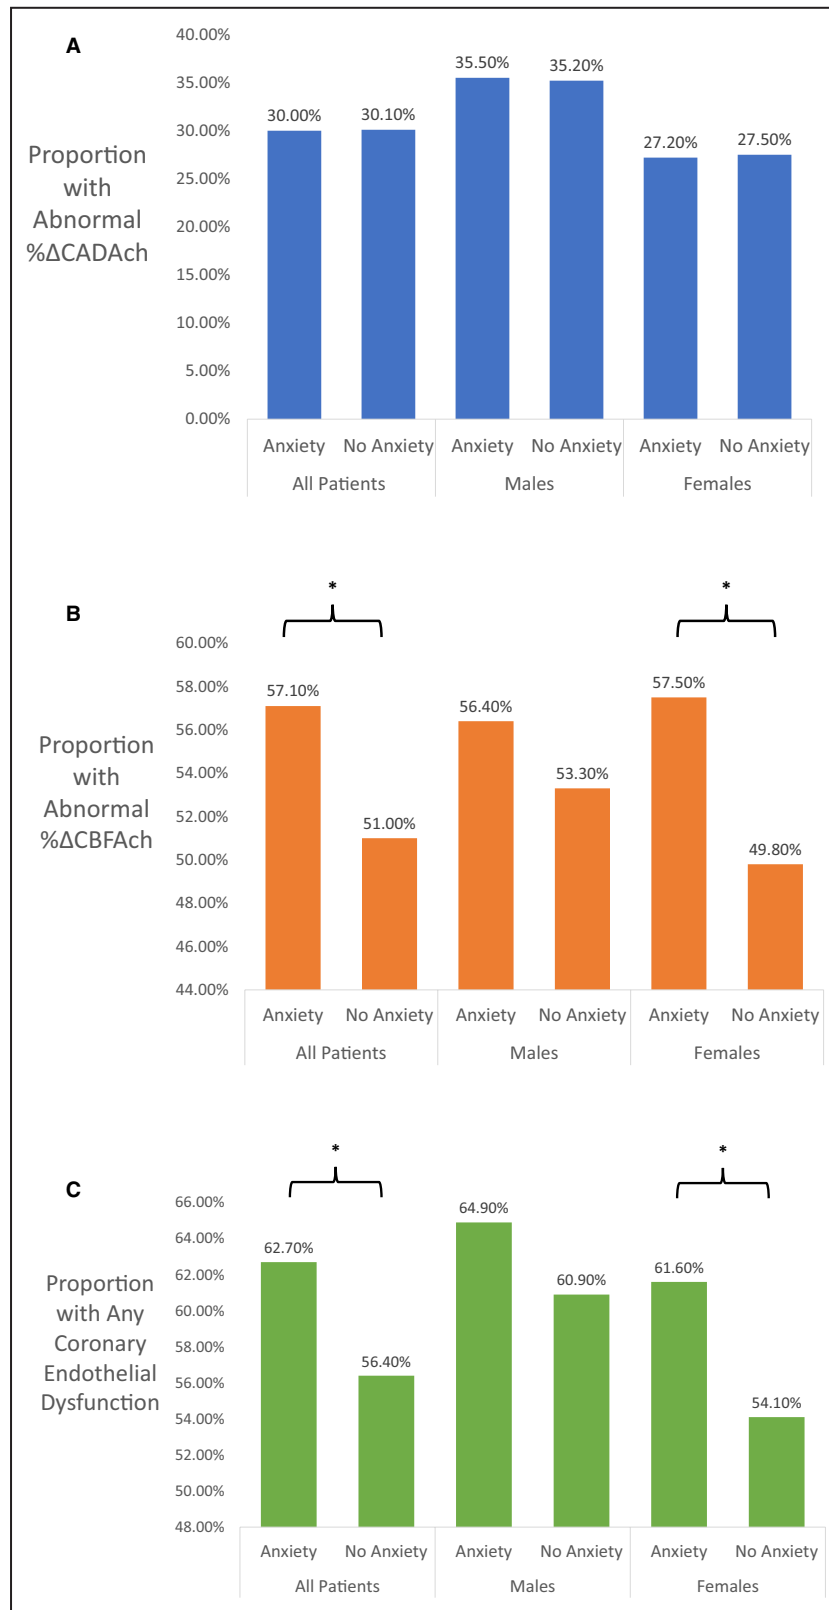 A
Proportion
with
Abnormal
%ΔCADAch
40.00%
35.00%
30.00%
25.00%
20.00%
15.00%
10.00%
5.00%
0.00%
30.00% 30.10% 35.50% 35.20% 27.20% 27.50%
Anxiety No Anxiety Anxiety No Anxiety Anxiety No Anxiety
All Patients Males Females
* *
B
Proportion
with
Abnormal
%ΔCBFAch
60.00%
58.00%
56.00%
54.00%
52.00%
50.00%
48.00%
46.00%
44.00%
57.10% 51.00% 56.40% 53.30% 57.50% 49.80%
Anxiety No Anxiety Anxiety No Anxiety Anxiety No Anxiety
All Patients Males Females
* *
C
Proportion
with Any
Coronary
Endothelial
Dysfunction
66.00%
64.00%
62.00%
60.00%
58.00%
56.00%
54.00%
52.00%
50.00%
48.00%
62.70% 56.40% 64.90% 60.90% 61.60% 54.10%
Anxiety No Anxiety Anxiety No Anxiety Anxiety No Anxiety
All Patients Males Females